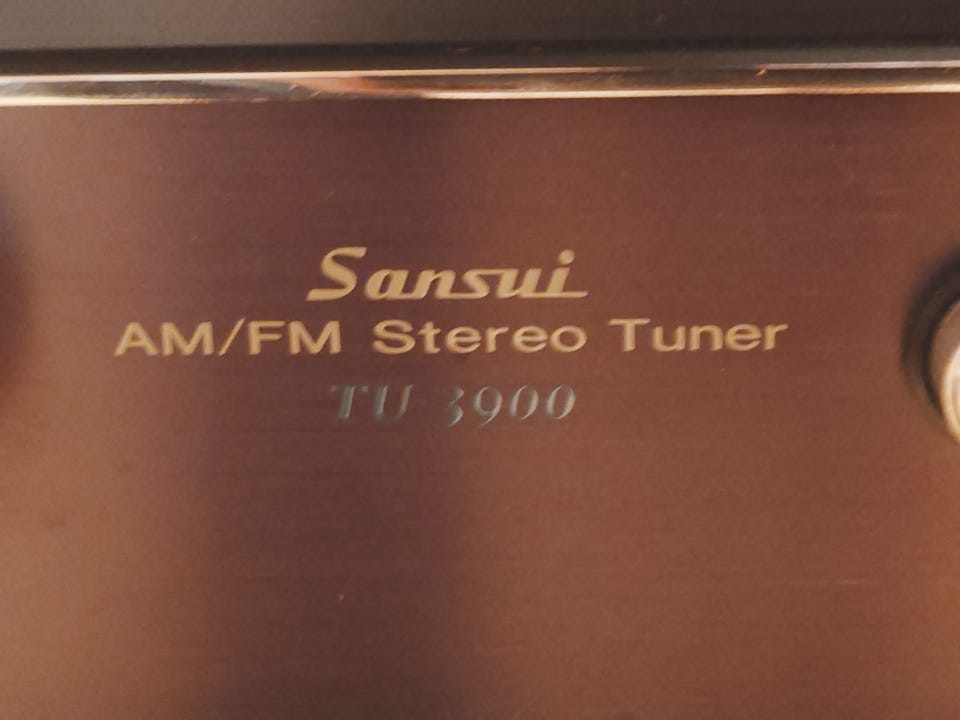 Sansui
AM/FM Stereo Tuner
TU 3900